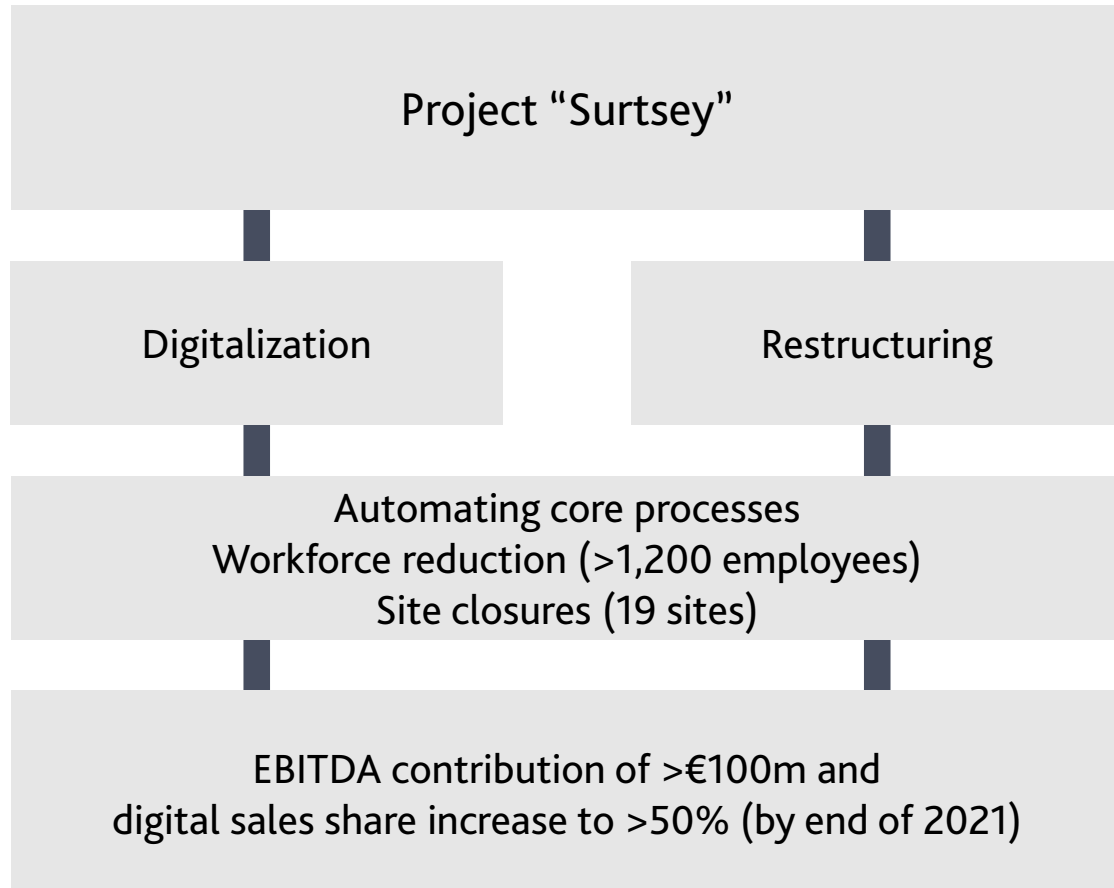 Project “Surtsey”
Digitalization
Restructuring
Automating core processes
Workforce reduction (>1,200 employees)
Site closures (19 sites)
EBITDA contribution of >€100m and
digital sales share increase to >50% (by end of 2021)